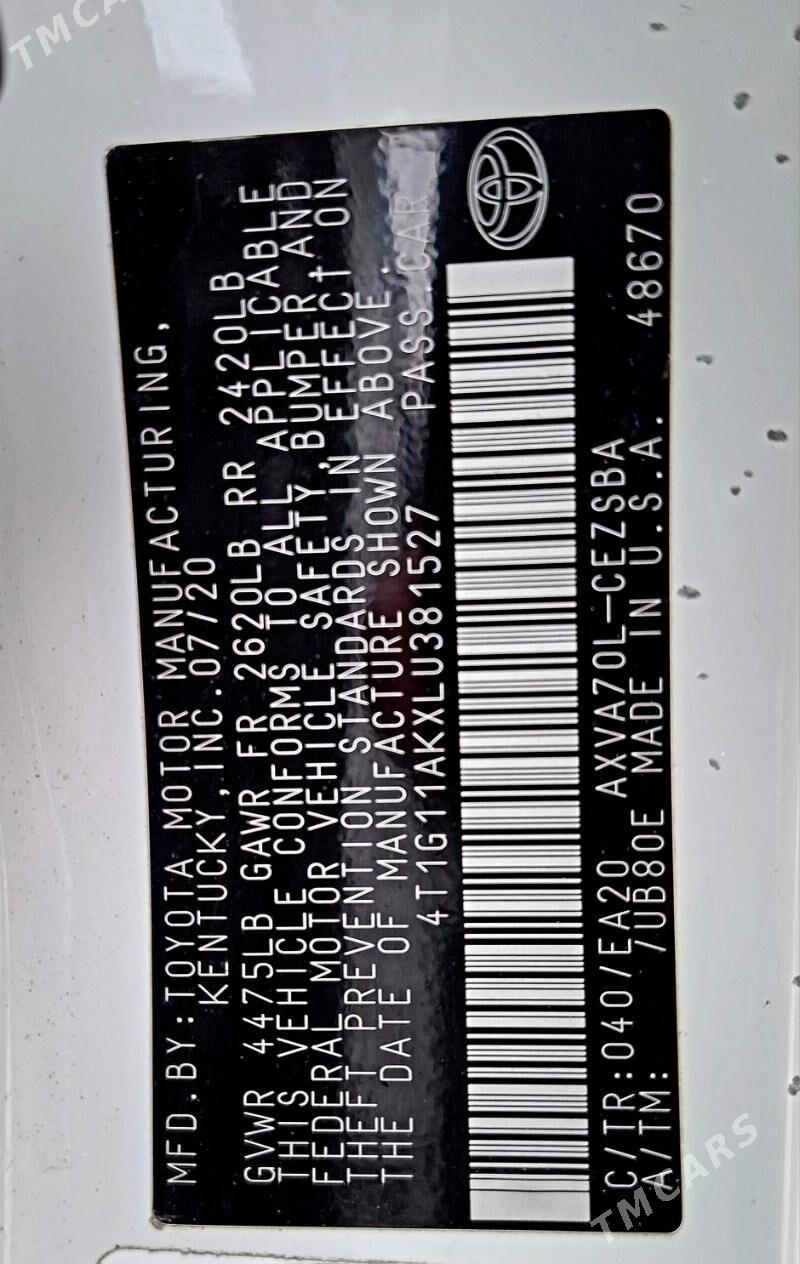 MFD.BY:TOYOTA MOTOR MANUFACTURING,
KENTUCKY,INC.07/20
GVWR 4475LB GAWR FR 2620LB RR 2420LB
THIS VEHICLE CONFORMS TO ALL APPLICABLE
FEDERAL MOTOR VEHICLE SAFETY,BUMPER,AND
THEFT PREVENTION STANDARDS IN EFFECT ON
THE DATE OF MANUFACTURE SHOWN ABOVE.
4T1G11AKXLU381527 PASS.CAR
C/TR:040/EA20 AXVA70L-CEZSBA
A/TM: /UB80E MADE IN U.S.A. 48670
TMCARS
TMCARS